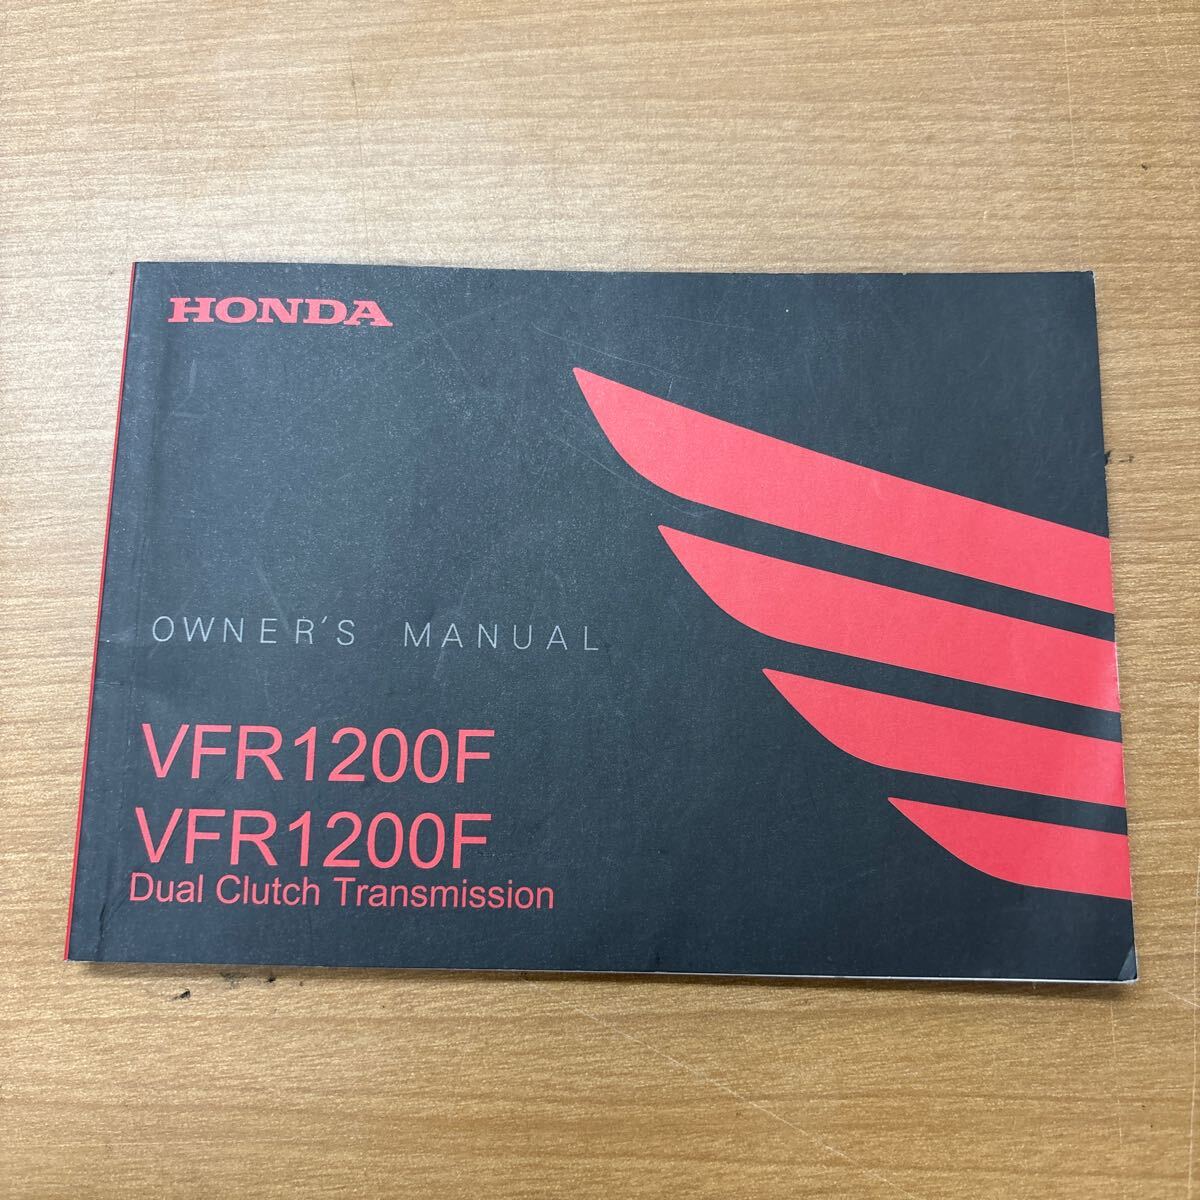 HONDA
OWNER'S MANUAL
VFR1200F
VFR1200F
Dual Clutch Transmission